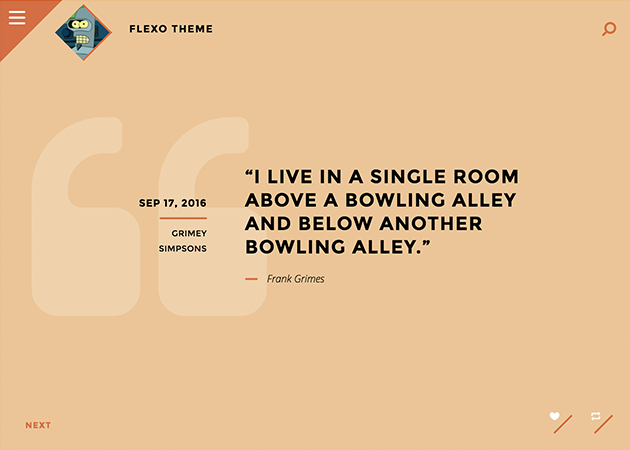 FLEXO THEME
SEP 17, 2016
GRIMEY
SIMPSONS
“I LIVE IN A SINGLE ROOM
ABOVE A BOWLING ALLEY
AND BELOW ANOTHER
BOWLING ALLEY.”
Frank Grimes
NEXT